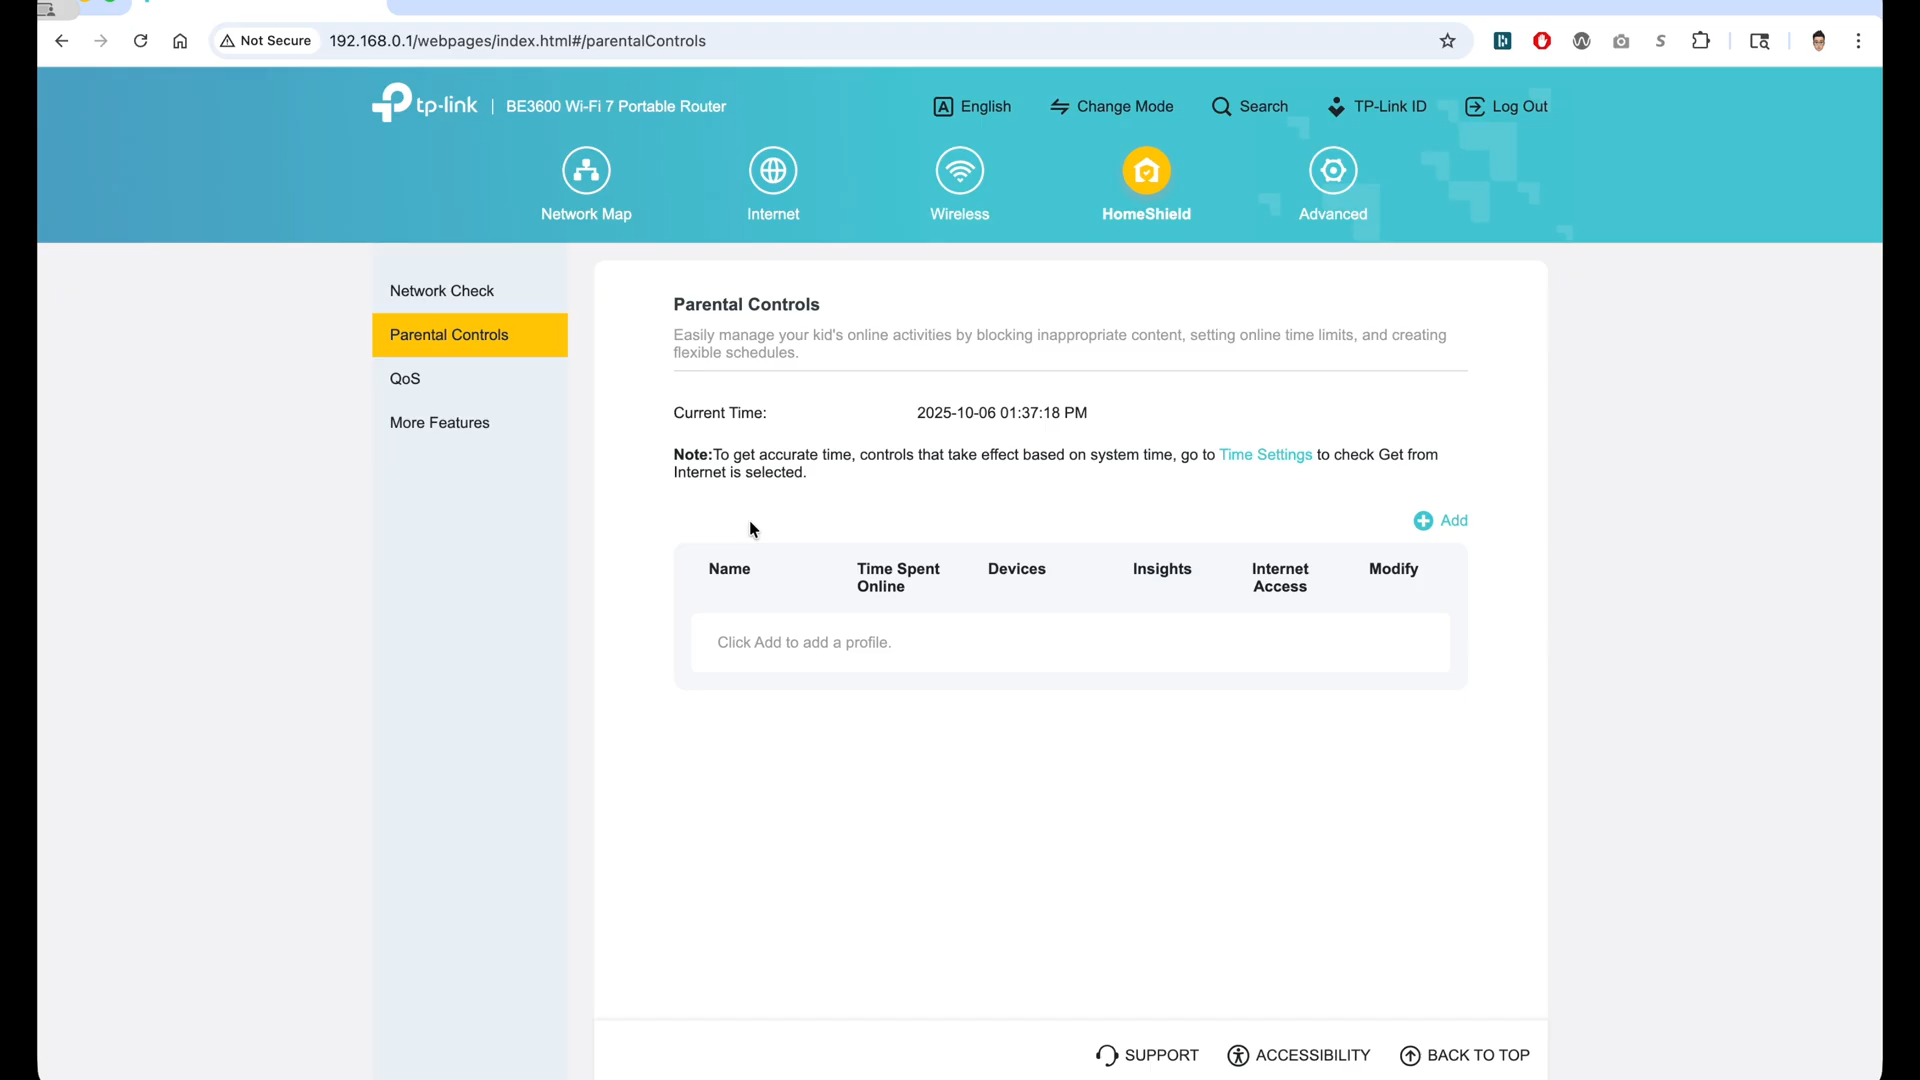 Not Secure
192.168.0.1/webpages/index.html#/parentalControls
tp-link | BE3600 Wi-Fi 7 Portable Router
English
Change Mode
Search
TP-Link ID
Log Out
Network Map
Internet
Wireless
HomeShield
Advanced
Network Check
Parental Controls
QoS
More Features
Parental Controls
Easily manage your kid's online activities by blocking inappropriate content, setting online time limits, and creating
flexible schedules.
Current Time: 2025-10-06 01:37:18 PM
Note:To get accurate time, controls that take effect based on system time, go to Time Settings to check Get from
Internet is selected.
Add
Name
Time Spent
Online
Devices
Insights
Internet
Access
Modify
Click Add to add a profile.
SUPPORT
ACCESSIBILITY
BACK TO TOP